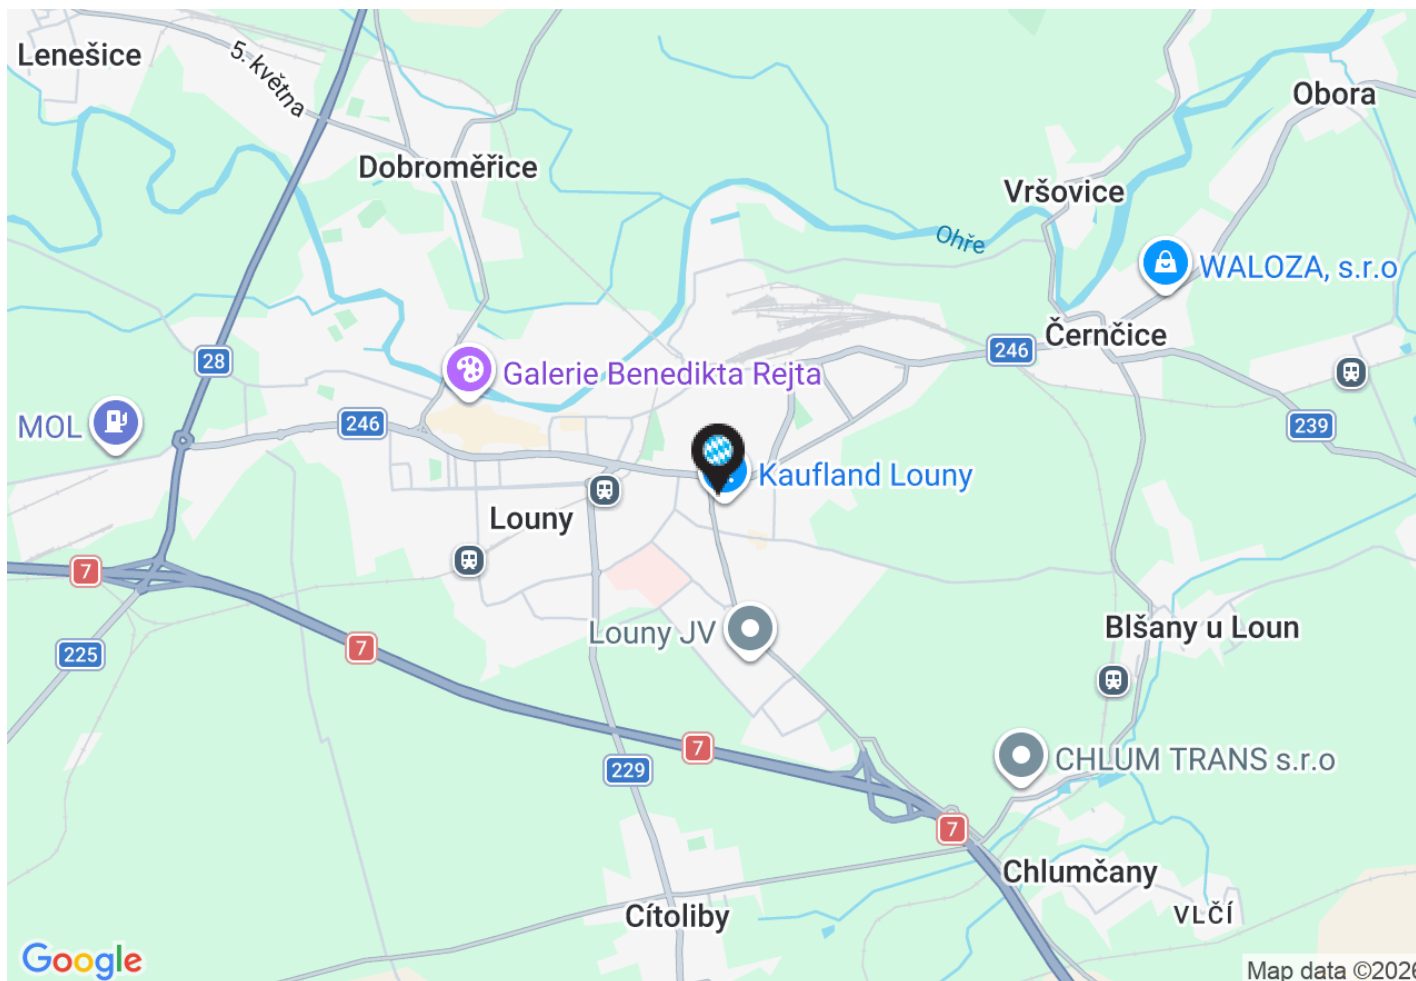 Lenešice
5. května
Obora
Dobroměřice
Vršovice
Ohře
WALOZA, s.r.o
Černčice
246
28
Galerie Benedikta Rejta
MOL
246
239
Kaufland Louny
Louny
7
Louny JV
Blšany u Loun
225
7
7
CHLUM TRANS s.r.o
229
7
Chlumčany
Cítoliby
VLČÍ
Google
Map data ©2026